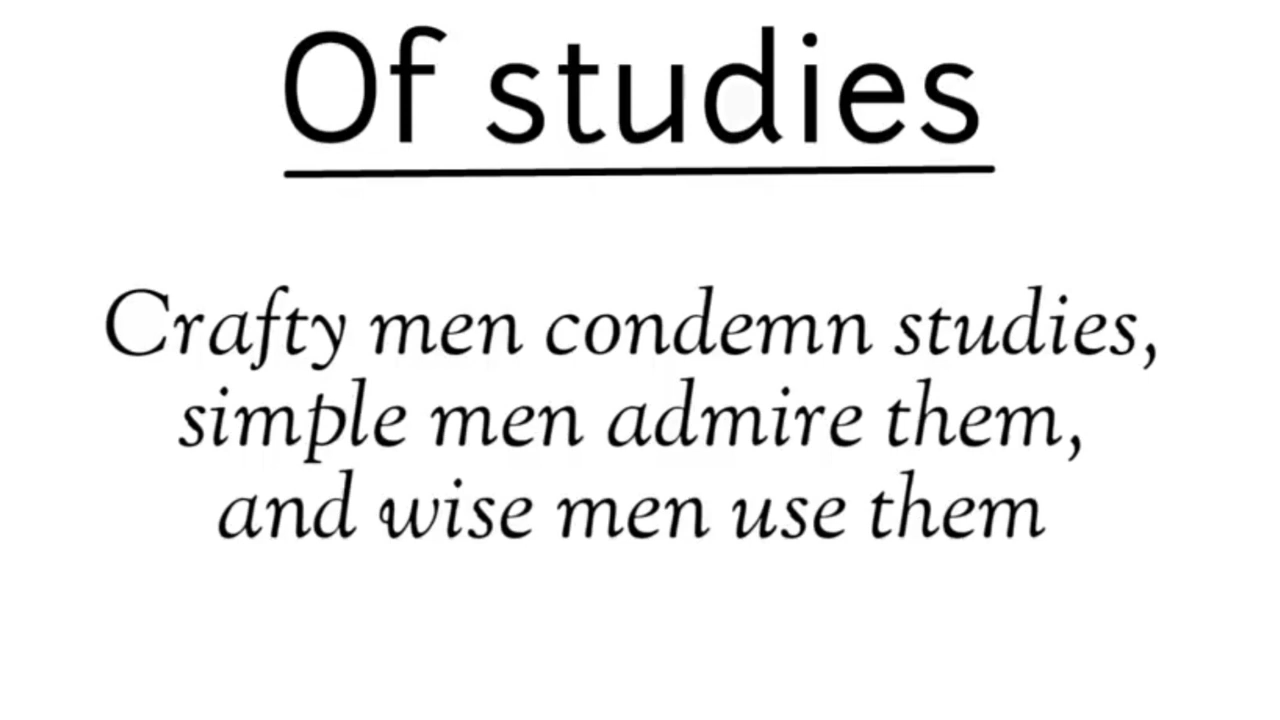 Of studies
Crafty men condemn studies,
simple men admire them,
and wise men use them